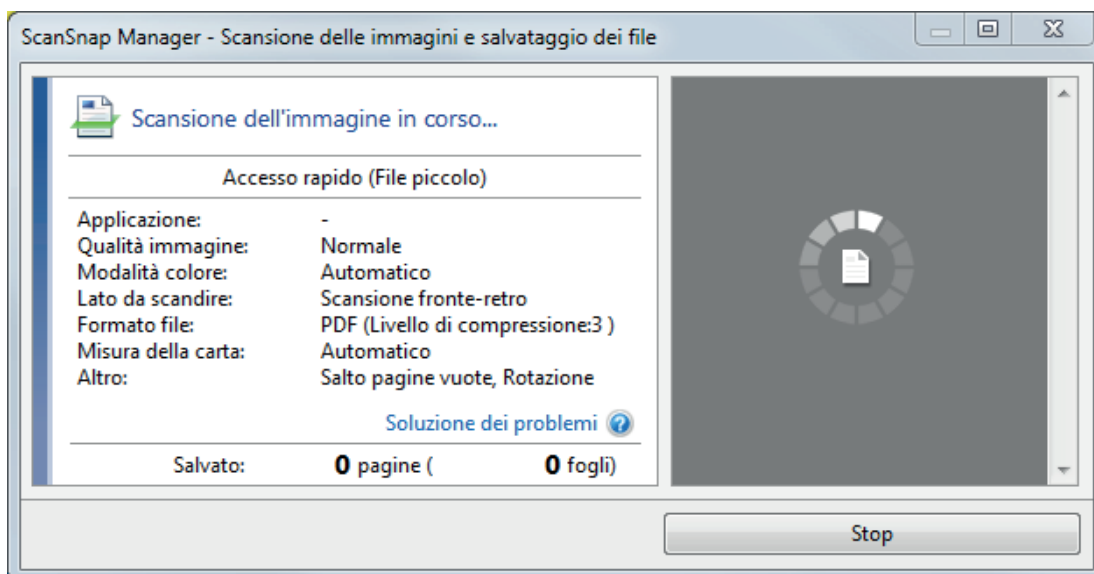 ScanSnap Manager - Scansione delle immagini e salvataggio dei file
Scansione dell'immagine in corso...
Accesso rapido (File piccolo)
Applicazione: -
Qualità immagine: Normale
Modalità colore: Automatico
Lato da scandire: Scansione fronte-retro
Formato file: PDF (Livello di compressione:3 )
Misura della carta: Automatico
Altro: Salto pagine vuote, Rotazione
Soluzione dei problemi
Salvato: 0 pagine ( 0 fogli)
Stop